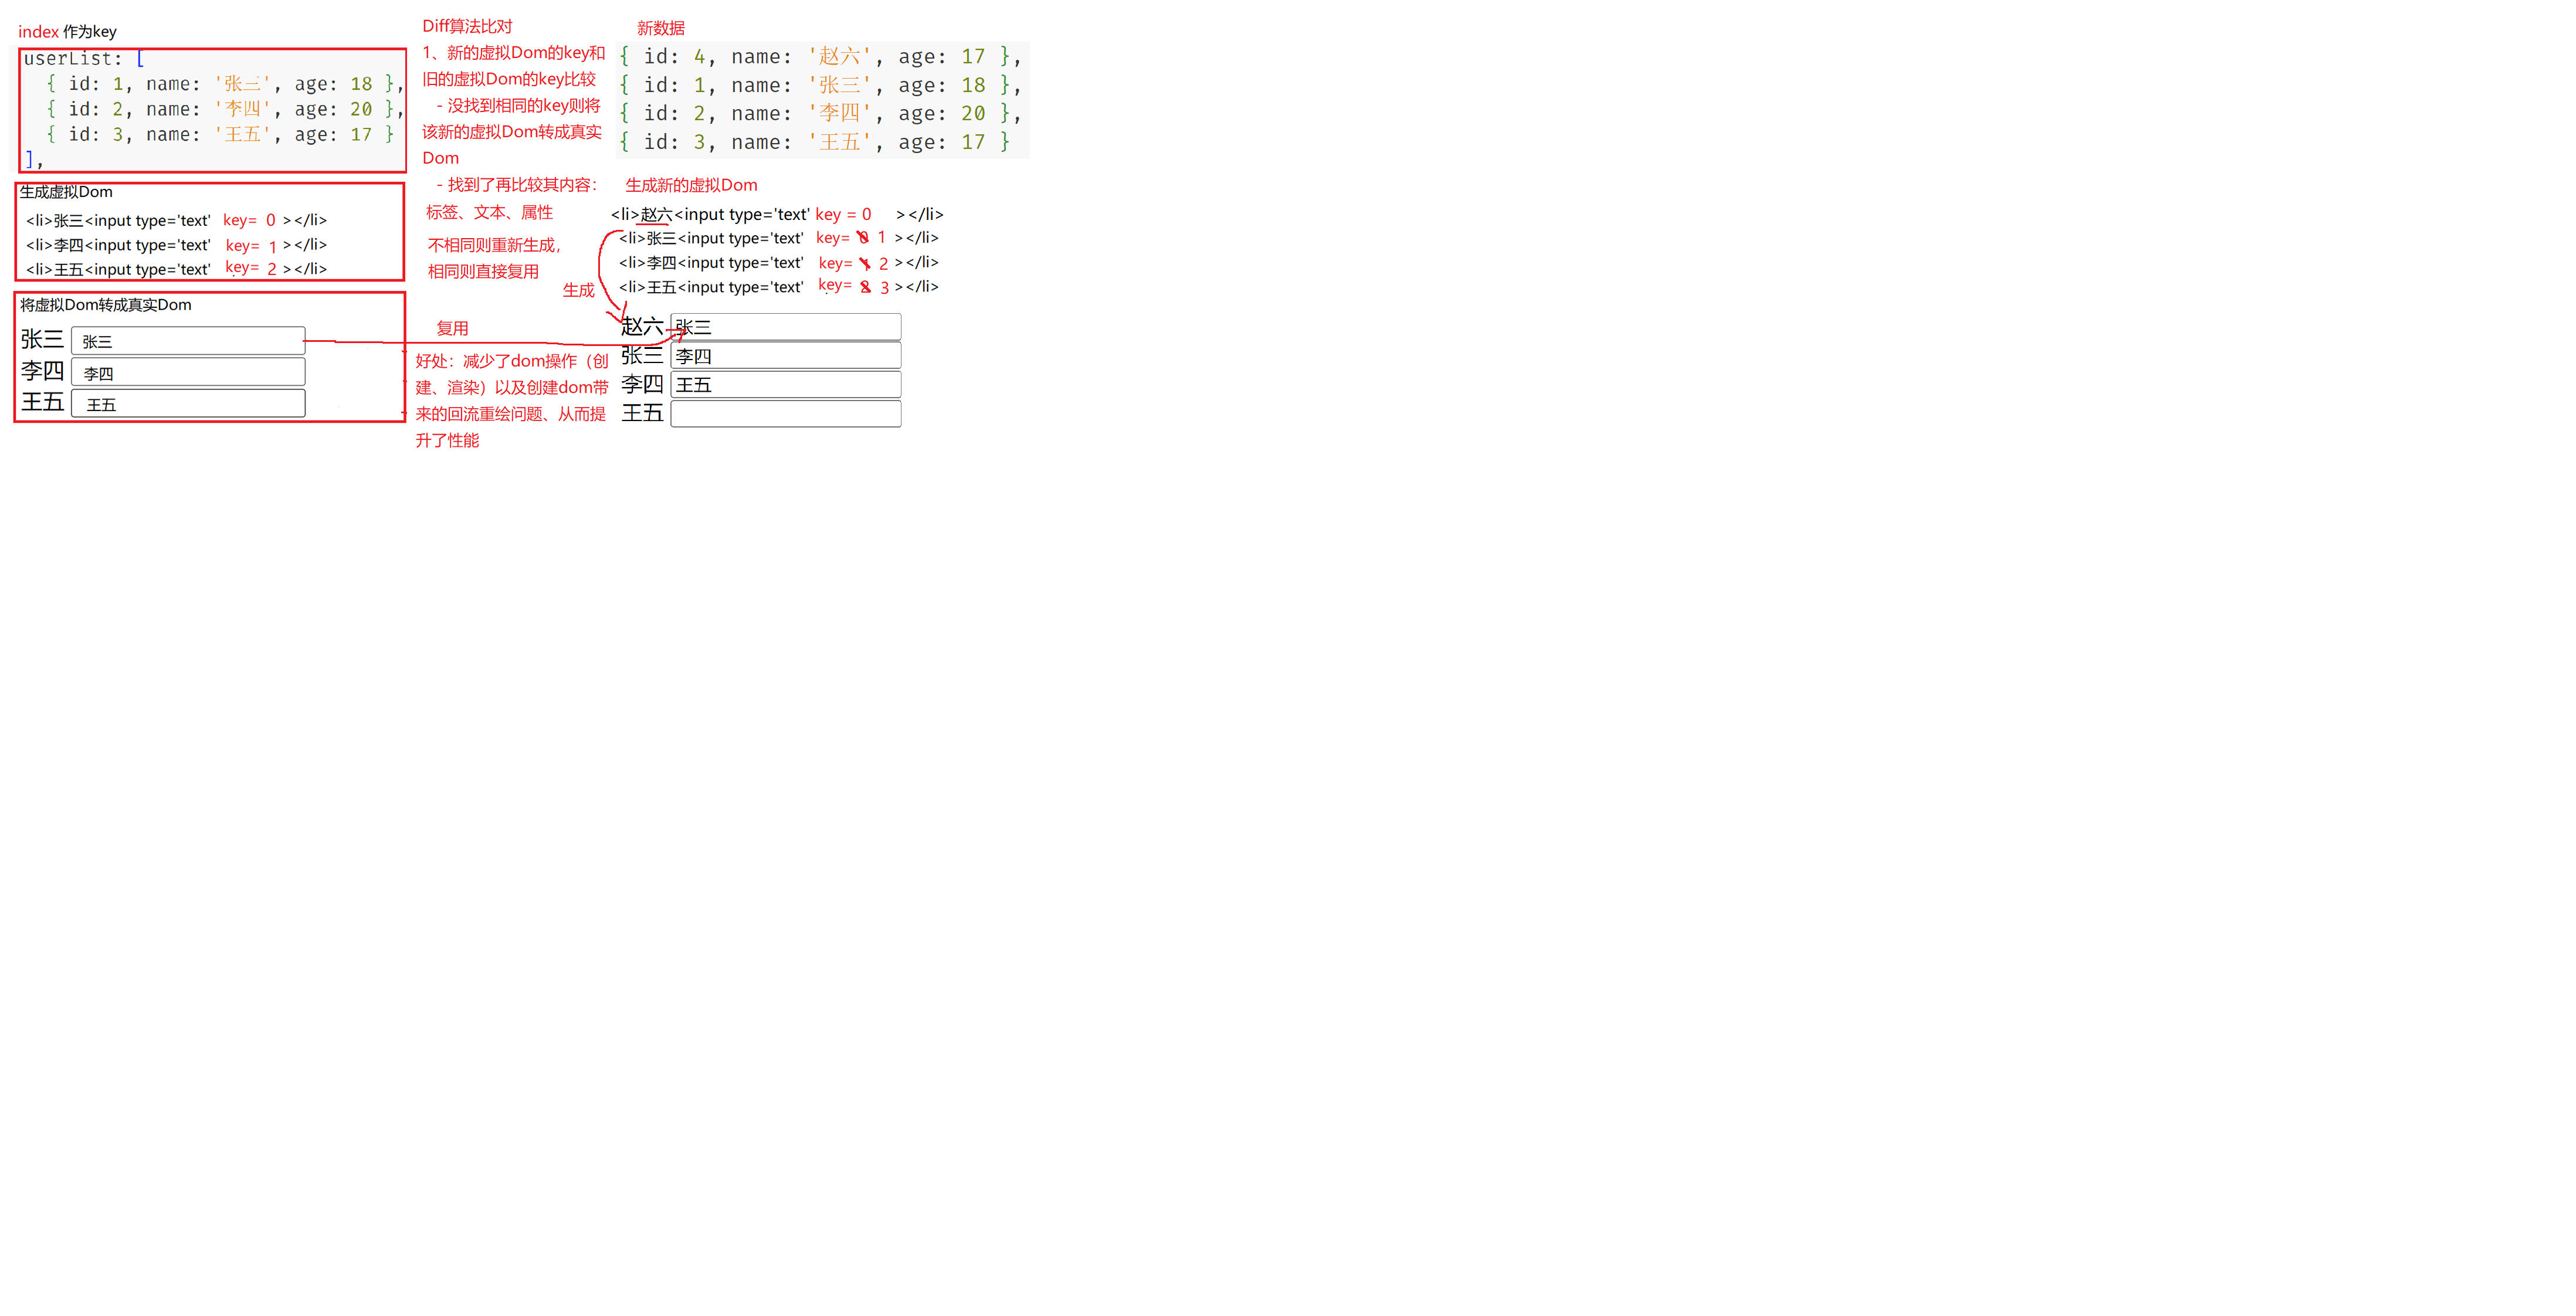 index 作为key
userList: [
{ id: 1, name: '张三', age: 18 },
{ id: 2, name: '李四', age: 20 },
{ id: 3, name: '王五', age: 17 }
],
生成虚拟Dom
<li>张三<input type='text' key= 0 ></li>
<li>李四<input type='text' key= 1 ></li>
<li>王五<input type='text' key= 2 ></li>
将虚拟Dom转成真实Dom
张三 张三
李四 李四
王五 王五
Diff算法比对
1、新的虚拟Dom的key和
旧的虚拟Dom的key比较
- 没找到相同的key则将
该新的虚拟Dom转成真实
Dom
- 找到了再比较其内容：
标签、文本、属性
不相同则重新生成，
相同则直接复用
生成
复用
好处：减少了dom操作（创
建、渲染）以及创建dom带
来的回流重绘问题、从而提
升了性能
新数据
{ id: 4, name: '赵六', age: 17 },
{ id: 1, name: '张三', age: 18 },
{ id: 2, name: '李四', age: 20 },
{ id: 3, name: '王五', age: 17 }
生成新的虚拟Dom
<li>赵六<input type='text' key = 0 ></li>
<li>张三<input type='text' key= 0 1 ></li>
<li>李四<input type='text' key= 1 2 ></li>
<li>王五<input type='text' key= 2 3 ></li>
赵六 张三
张三 李四
李四 王五
王五